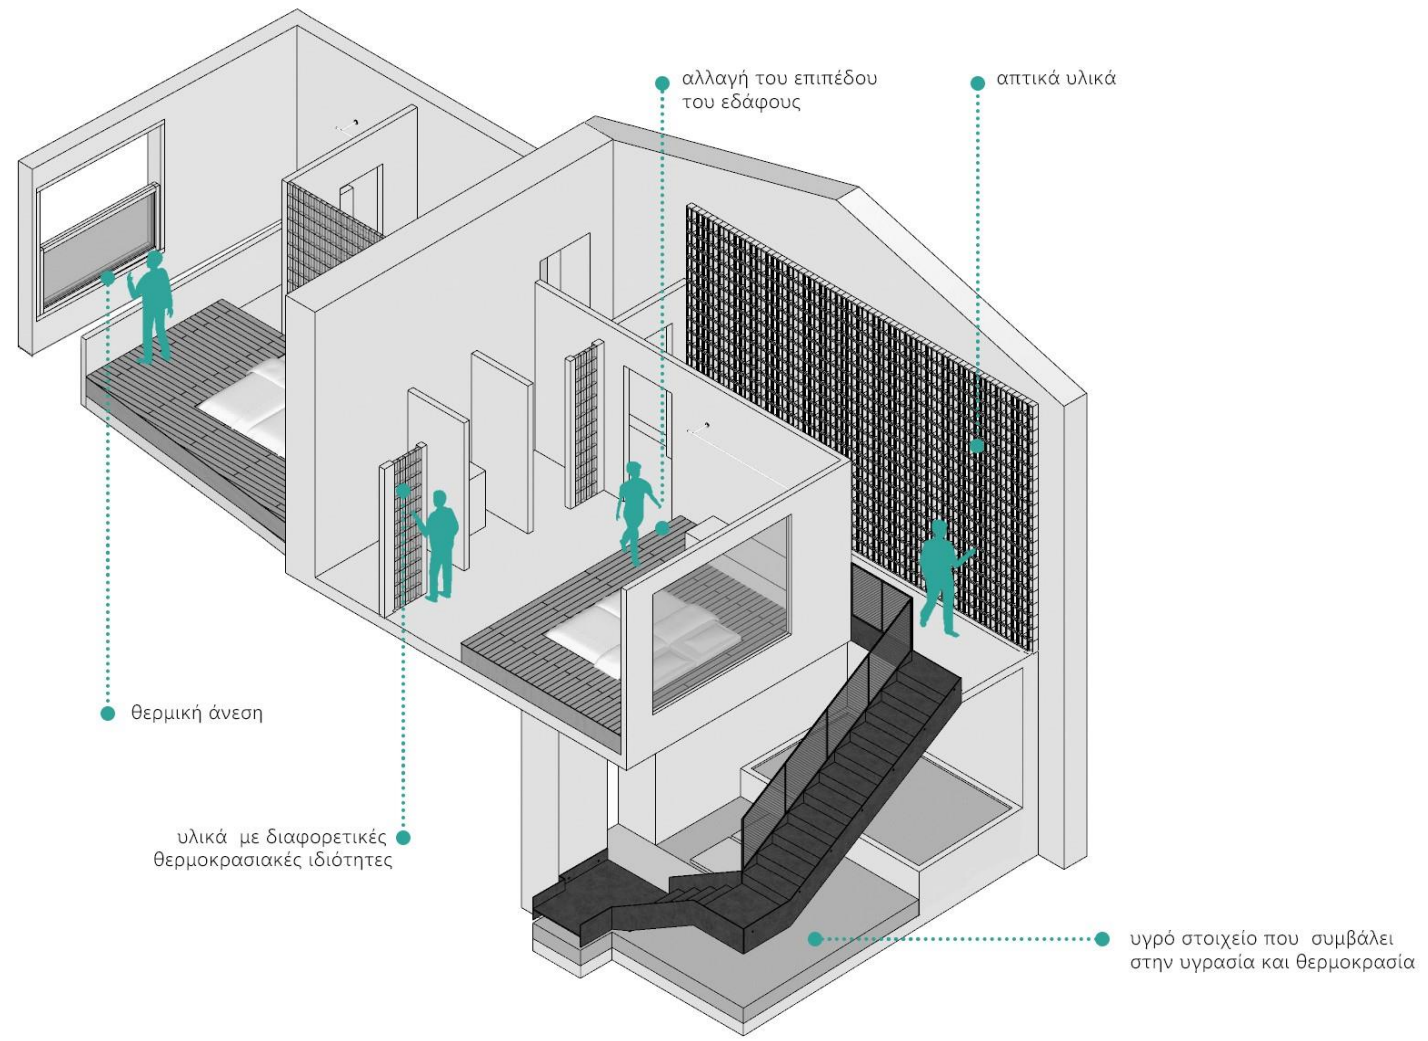 αλλαγή του επιπέδου
του εδάφους
απτικά υλικά
θερμική άνεση
υλικά με διαφορετικές
θερμοκρασιακές ιδιότητες
υγρό στοιχείο που συμβάλει
στην υγρασία και θερμοκρασία